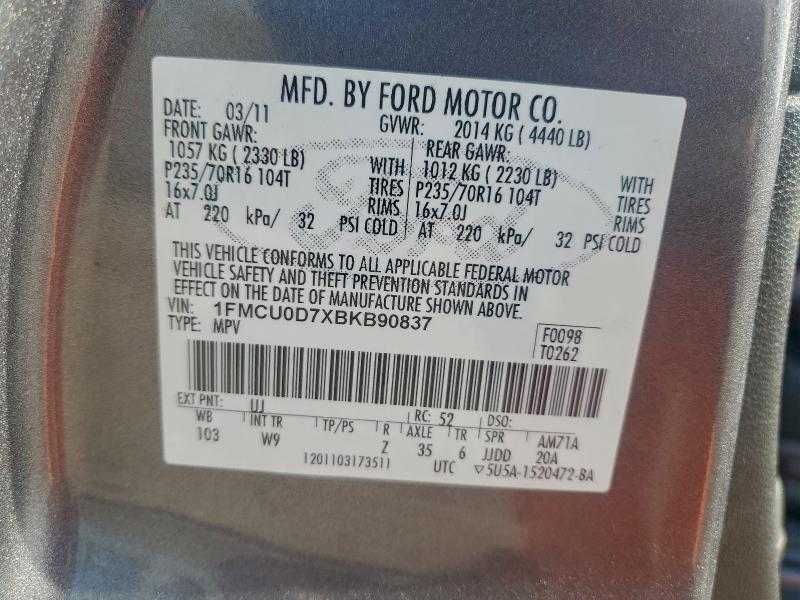 MFD. BY FORD MOTOR CO.
DATE: 03/11 GVWR: 2014 KG ( 4440 LB)
FRONT GAWR: REAR GAWR:
1057 KG ( 2330 LB) WITH 1012 KG ( 2230 LB) WITH
P235/70R16 104T TIRES P235/70R16 104T TIRES
16x7.0J RIMS 16x7.0J RIMS
AT 220 kPa/ 32 PSI COLD AT 220 kPa/ 32 PSI COLD
THIS VEHICLE CONFORMS TO ALL APPLICABLE FEDERAL MOTOR
VEHICLE SAFETY AND THEFT PREVENTION STANDARDS IN
EFFECT ON THE DATE OF MANUFACTURE SHOWN ABOVE.
VIN: 1FMCU0D7XBKB90837
TYPE: MPV
F0098
T0262
EXT PNT: UJ RC: 52 DSO:
WB INT TR TP/PS R AXLE TR SPR AM71A
103 W9 Z 35 6 JJDD 20A
1201103173511 UTC ▽5U5A-1520472-BA
Ford